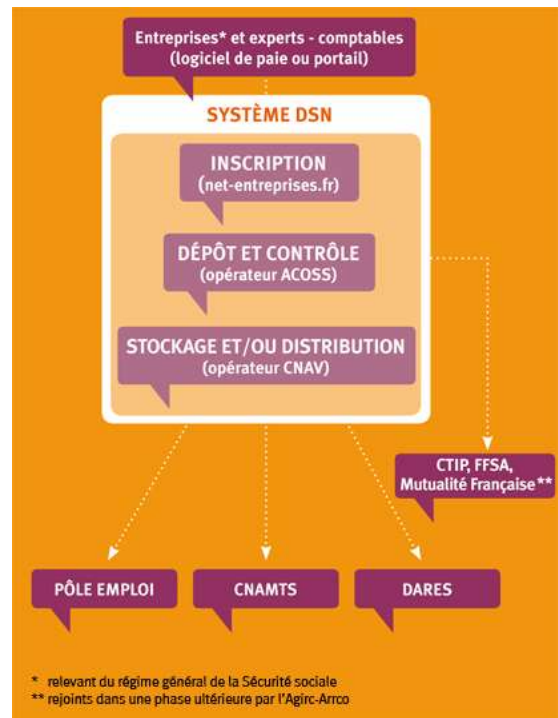 Entreprises* et experts - comptables
(logiciel de paie ou portail)
SYSTÈME DSN
INSCRIPTION
(net-entreprises.fr)
DÉPÔT ET CONTRÔLE
(opérateur ACOSS)
STOCKAGE ET/OU DISTRIBUTION
(opérateur CNAV)
CTIP, FFSA,
Mutualité Française**
PÔLE EMPLOI
CNAMTS
DARES
* relevant du régime général de la Sécurité sociale
** rejoints dans une phase ultérieure par l'Agirc-Arrco